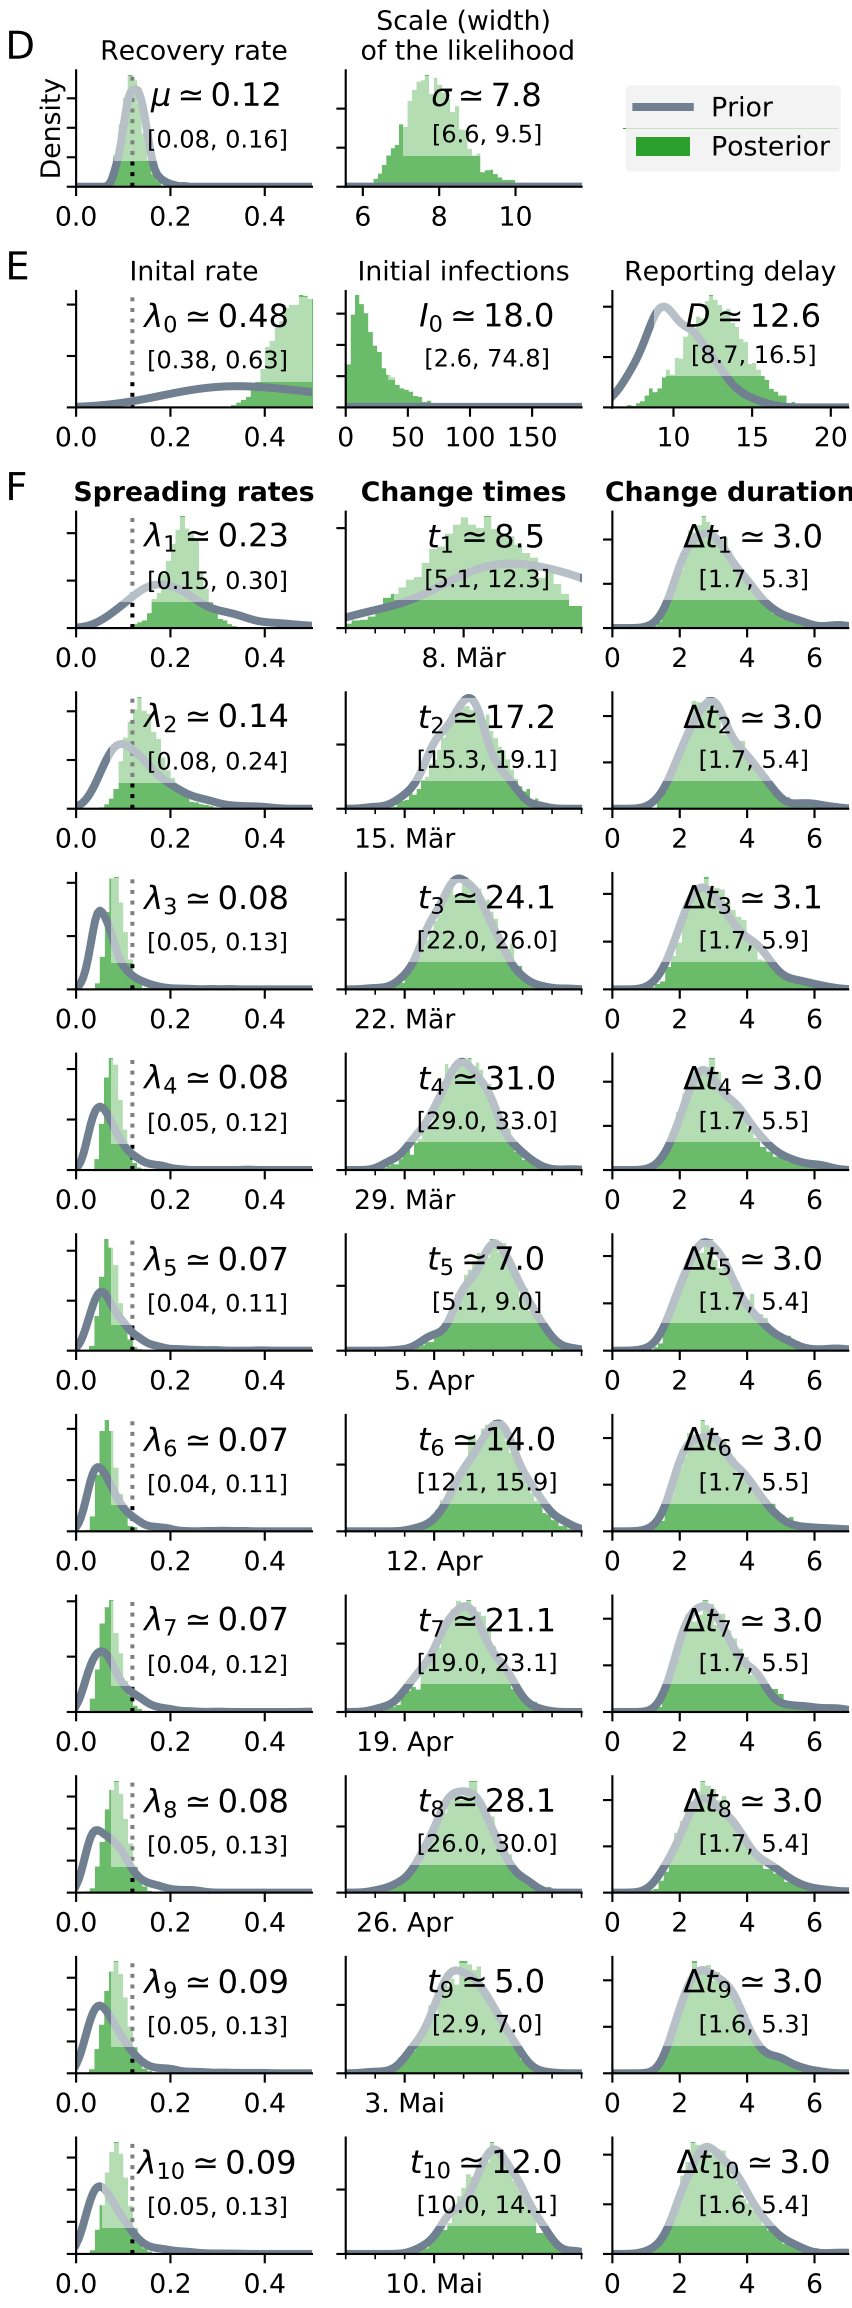 D
Recovery rate
Scale (width)
of the likelihood
Density
μ ≃ 0.12
[0.08, 0.16]
0.0 0.2 0.4
σ ≃ 7.8
[6.6, 9.5]
6 8 10
Prior
Posterior
E
Inital rate
Initial infections
Reporting delay
λ0 ≃ 0.48
[0.38, 0.63]
0.0 0.2 0.4
I0 ≃ 18.0
[2.6, 74.8]
0 50 100 150
D ≃ 12.6
[8.7, 16.5]
10 15 20
F
Spreading rates
Change times
Change duration
λ1 ≃ 0.23
[0.15, 0.30]
0.0 0.2 0.4
t1 ≃ 8.5
[5.1, 12.3]
8. Mär
Δt1 ≃ 3.0
[1.7, 5.3]
0 2 4 6
λ2 ≃ 0.14
[0.08, 0.24]
0.0 0.2 0.4
t2 ≃ 17.2
[15.3, 19.1]
15. Mär
Δt2 ≃ 3.0
[1.7, 5.4]
0 2 4 6
λ3 ≃ 0.08
[0.05, 0.13]
0.0 0.2 0.4
t3 ≃ 24.1
[22.0, 26.0]
22. Mär
Δt3 ≃ 3.1
[1.7, 5.9]
0 2 4 6
λ4 ≃ 0.08
[0.05, 0.12]
0.0 0.2 0.4
t4 ≃ 31.0
[29.0, 33.0]
29. Mär
Δt4 ≃ 3.0
[1.7, 5.5]
0 2 4 6
λ5 ≃ 0.07
[0.04, 0.11]
0.0 0.2 0.4
t5 ≃ 7.0
[5.1, 9.0]
5. Apr
Δt5 ≃ 3.0
[1.7, 5.4]
0 2 4 6
λ6 ≃ 0.07
[0.04, 0.11]
0.0 0.2 0.4
t6 ≃ 14.0
[12.1, 15.9]
12. Apr
Δt6 ≃ 3.0
[1.7, 5.5]
0 2 4 6
λ7 ≃ 0.07
[0.04, 0.12]
0.0 0.2 0.4
t7 ≃ 21.1
[19.0, 23.1]
19. Apr
Δt7 ≃ 3.0
[1.7, 5.5]
0 2 4 6
λ8 ≃ 0.08
[0.05, 0.13]
0.0 0.2 0.4
t8 ≃ 28.1
[26.0, 30.0]
26. Apr
Δt8 ≃ 3.0
[1.7, 5.4]
0 2 4 6
λ9 ≃ 0.09
[0.05, 0.13]
0.0 0.2 0.4
t9 ≃ 5.0
[2.9, 7.0]
3. Mai
Δt9 ≃ 3.0
[1.6, 5.3]
0 2 4 6
λ10 ≃ 0.09
[0.05, 0.13]
0.0 0.2 0.4
t10 ≃ 12.0
[10.0, 14.1]
10. Mai
Δt10 ≃ 3.0
[1.6, 5.4]
0 2 4 6